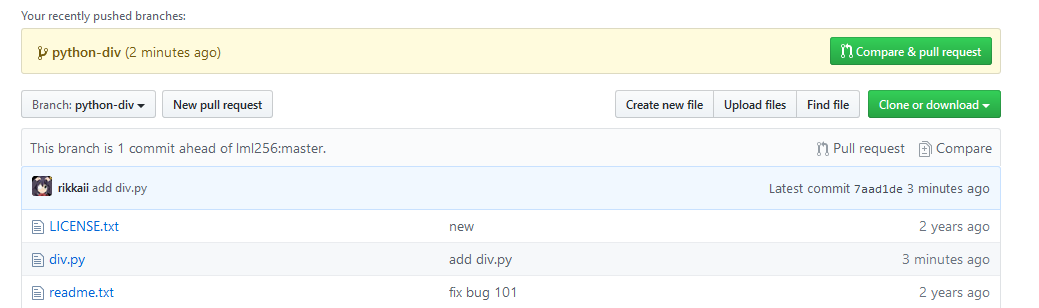 Your recently pushed branches:
python-div (2 minutes ago) Compare & pull request
Branch: python-div New pull request Create new file Upload files Find file Clone or download
This branch is 1 commit ahead of lml256:master. Pull request Compare
rikkaii add div.py Latest commit 7aad1de 3 minutes ago
LICENSE.txt new 2 years ago
div.py add div.py 3 minutes ago
readme.txt fix bug 101 2 years ago